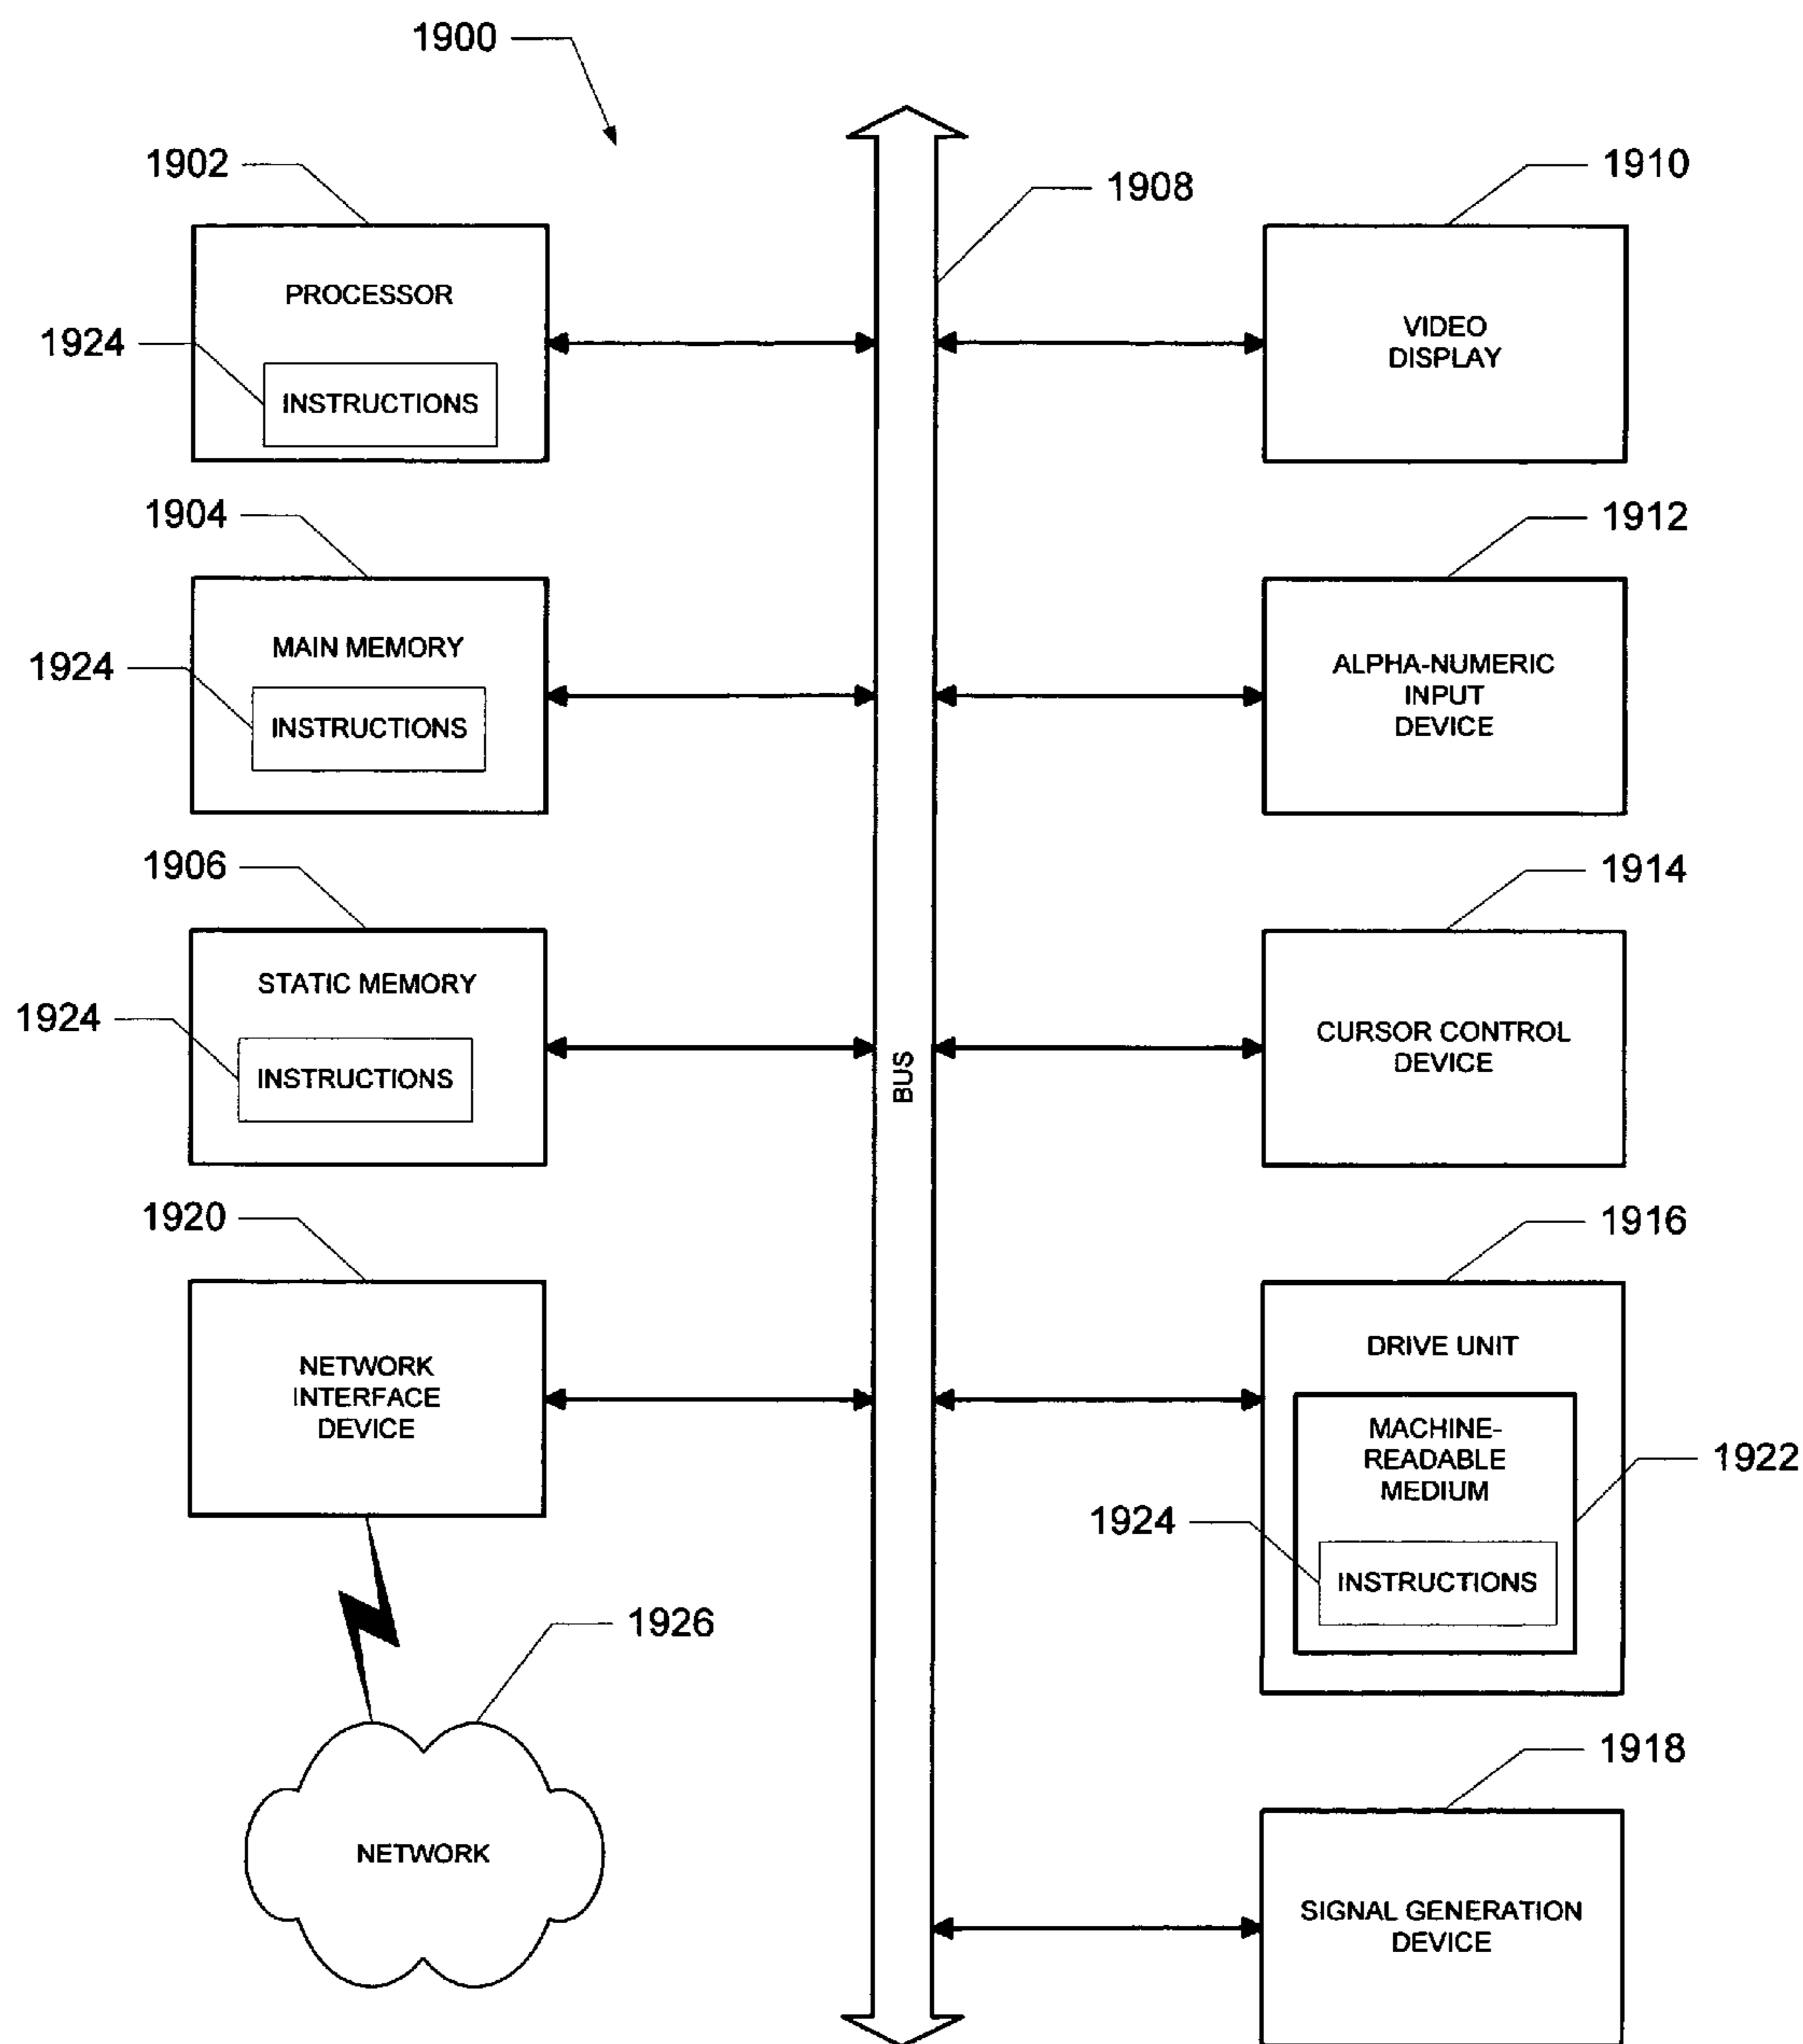 1900
1902
PROCESSOR
1924
INSTRUCTIONS
1904
MAIN MEMORY
1924
INSTRUCTIONS
1906
STATIC MEMORY
1924
INSTRUCTIONS
1920
NETWORK
INTERFACE
DEVICE
1926
NETWORK
1908
BUS
1910
VIDEO
DISPLAY
1912
ALPHA-NUMERIC
INPUT
DEVICE
1914
CURSOR CONTROL
DEVICE
1916
DRIVE UNIT
MACHINE-
READABLE
MEDIUM
1922
1924
INSTRUCTIONS
1918
SIGNAL GENERATION
DEVICE